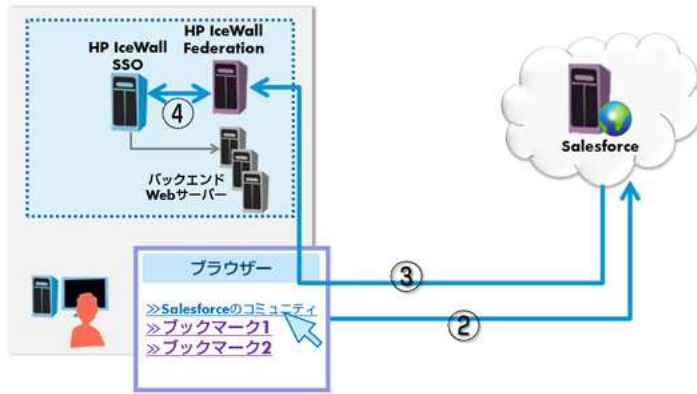 HP IceWall
SSO
HP IceWall
Federation
④
バックエンド
Webサーバー
Salesforce
ブラウザー
③
≫Salesforceのコミュニティ
②
≫ブックマーク1
≫ブックマーク2